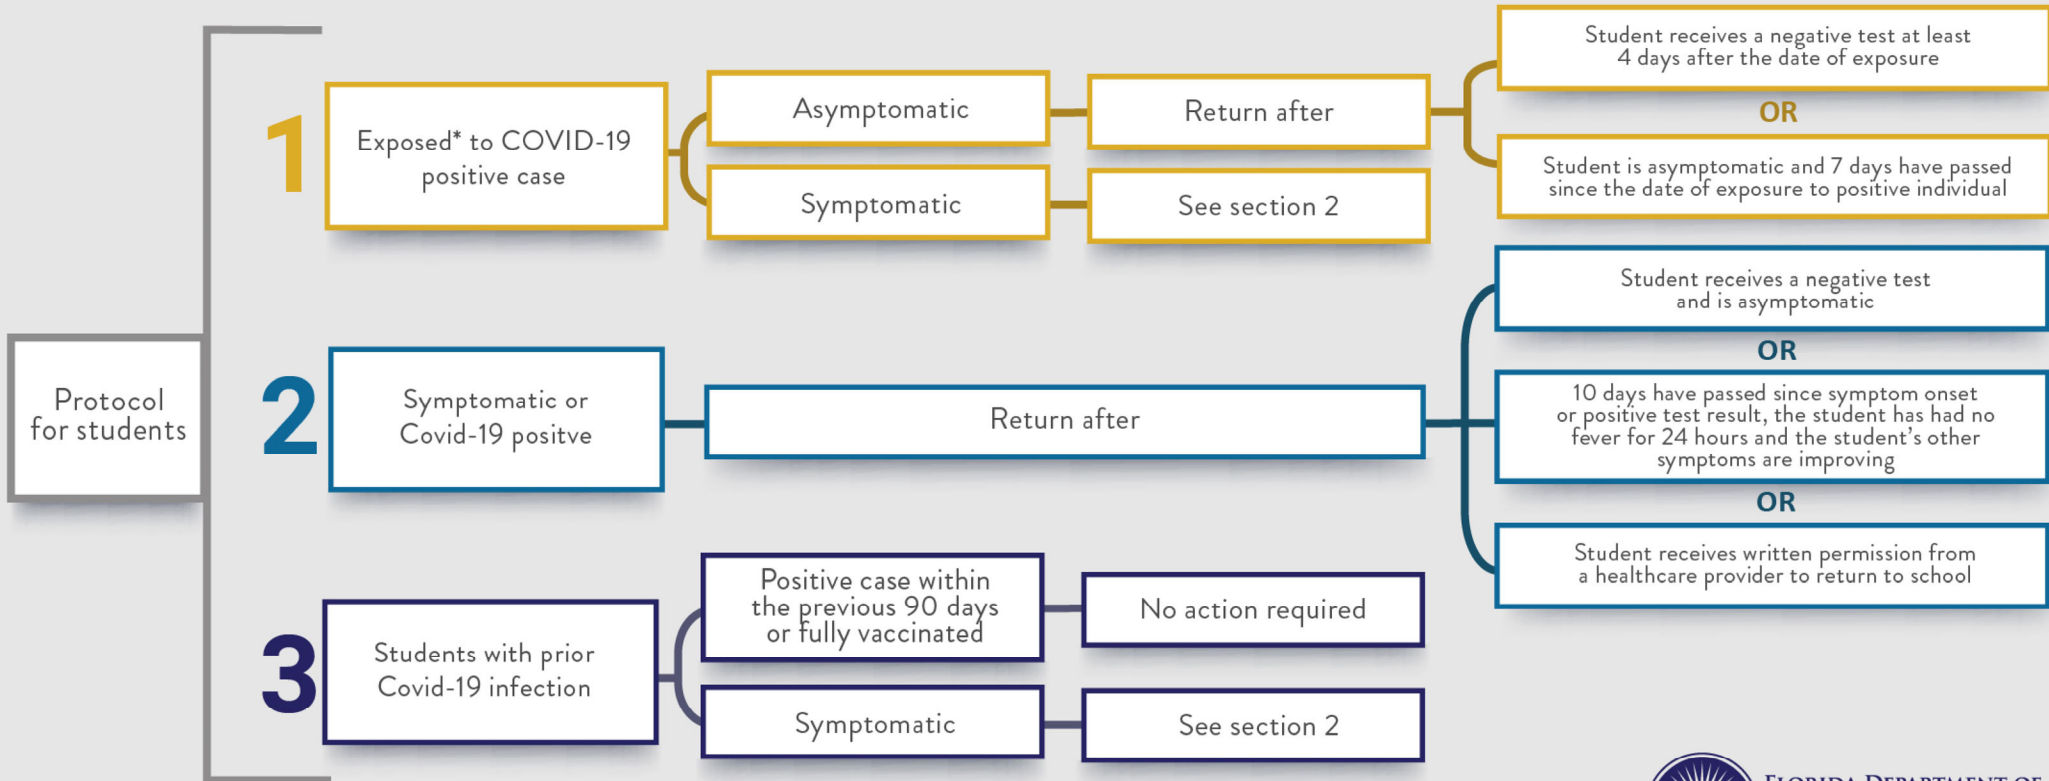 Protocol
for students
1
Exposed* to COVID-19
positive case
Asymptomatic
Return after
Student receives a negative test at least
4 days after the date of exposure
OR
Student is asymptomatic and 7 days have passed
since the date of exposure to positive individual
Symptomatic
See section 2
2
Symptomatic or
Covid-19 positve
Return after
Student receives a negative test
and is asymptomatic
OR
10 days have passed since symptom onset
or positive test result, the student has had no
fever for 24 hours and the student's other
symptoms are improving
OR
Student receives written permission from
a healthcare provider to return to school
3
Students with prior
Covid-19 infection
Positive case within
the previous 90 days
or fully vaccinated
No action required
Symptomatic
See section 2
FLORIDA DEPARTMENT OF